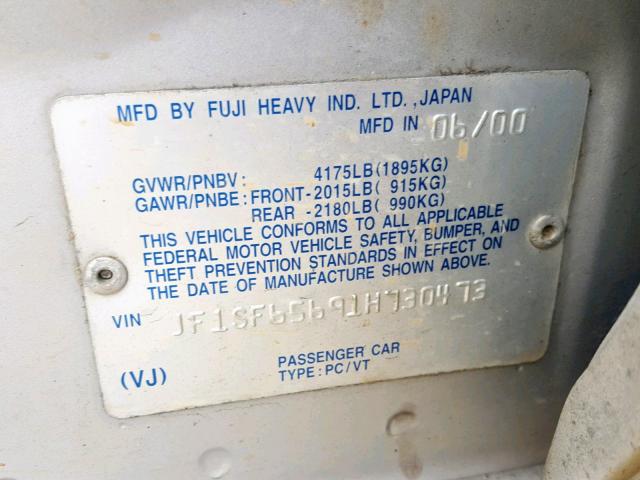 MFD BY FUJI HEAVY IND. LTD., JAPAN
MFD IN 06/00
GVWR/PNBV: 4175LB(1895KG)
GAWR/PNBE: FRONT-2015LB( 915KG)
REAR -2180LB( 990KG)
THIS VEHICLE CONFORMS TO ALL APPLICABLE
FEDERAL MOTOR VEHICLE SAFETY, BUMPER, AND
THEFT PREVENTION STANDARDS IN EFFECT ON
THE DATE OF MANUFACTURE SHOWN ABOVE.
VIN JF1SF65691H730473
PASSENGER CAR
(VJ) TYPE: PC/VT